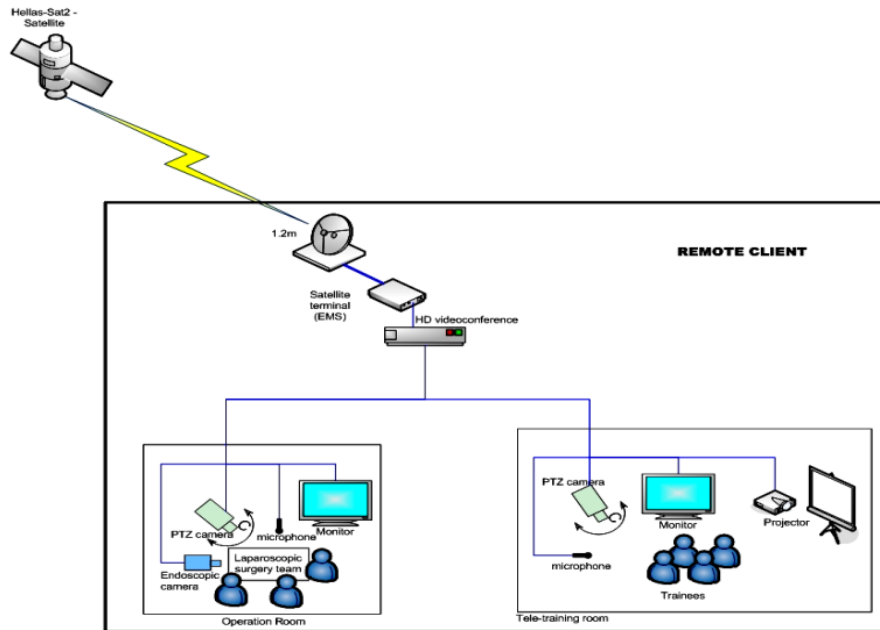 Hellas-Sat2 -
Satellite
1.2m
REMOTE CLIENT
Satellite
terminal
(EMS)
HD videoconference
PTZ camera
microphone
Monitor
Endoscopic
camera
Laparoscopic
surgery team
Operation Room
PTZ camera
Monitor
Projector
microphone
Trainees
Tele-training room